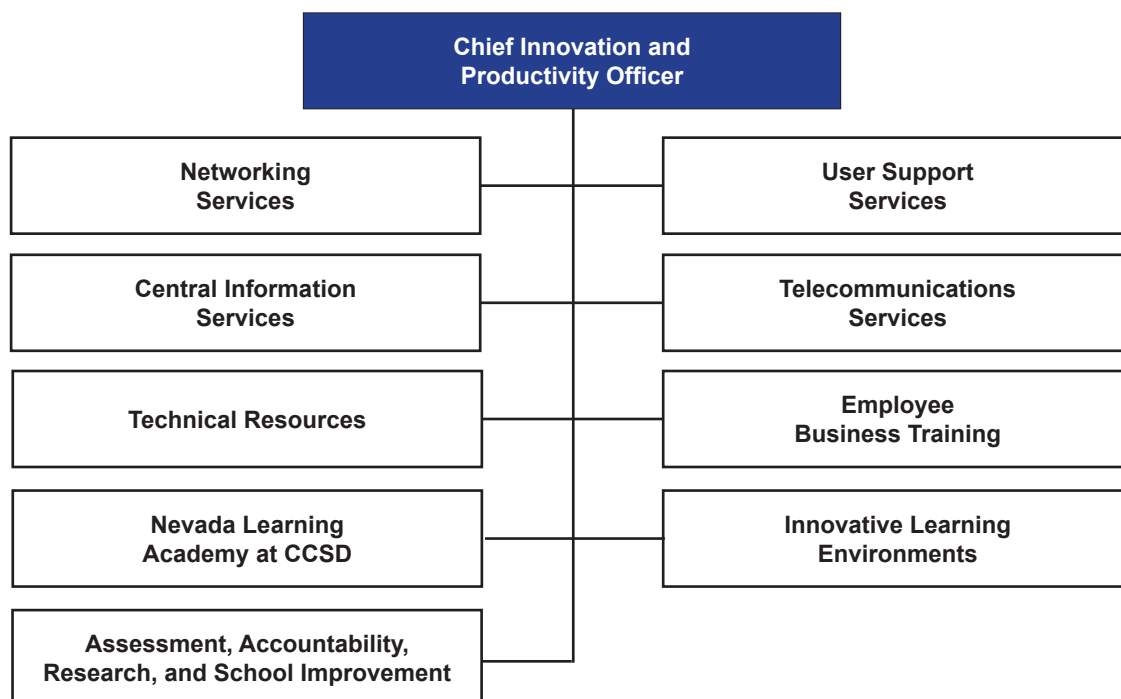 Chief Innovation and
Productivity Officer
Networking
Services
User Support
Services
Central Information
Services
Telecommunications
Services
Technical Resources
Employee
Business Training
Nevada Learning
Academy at CCSD
Innovative Learning
Environments
Assessment, Accountability,
Research, and School Improvement